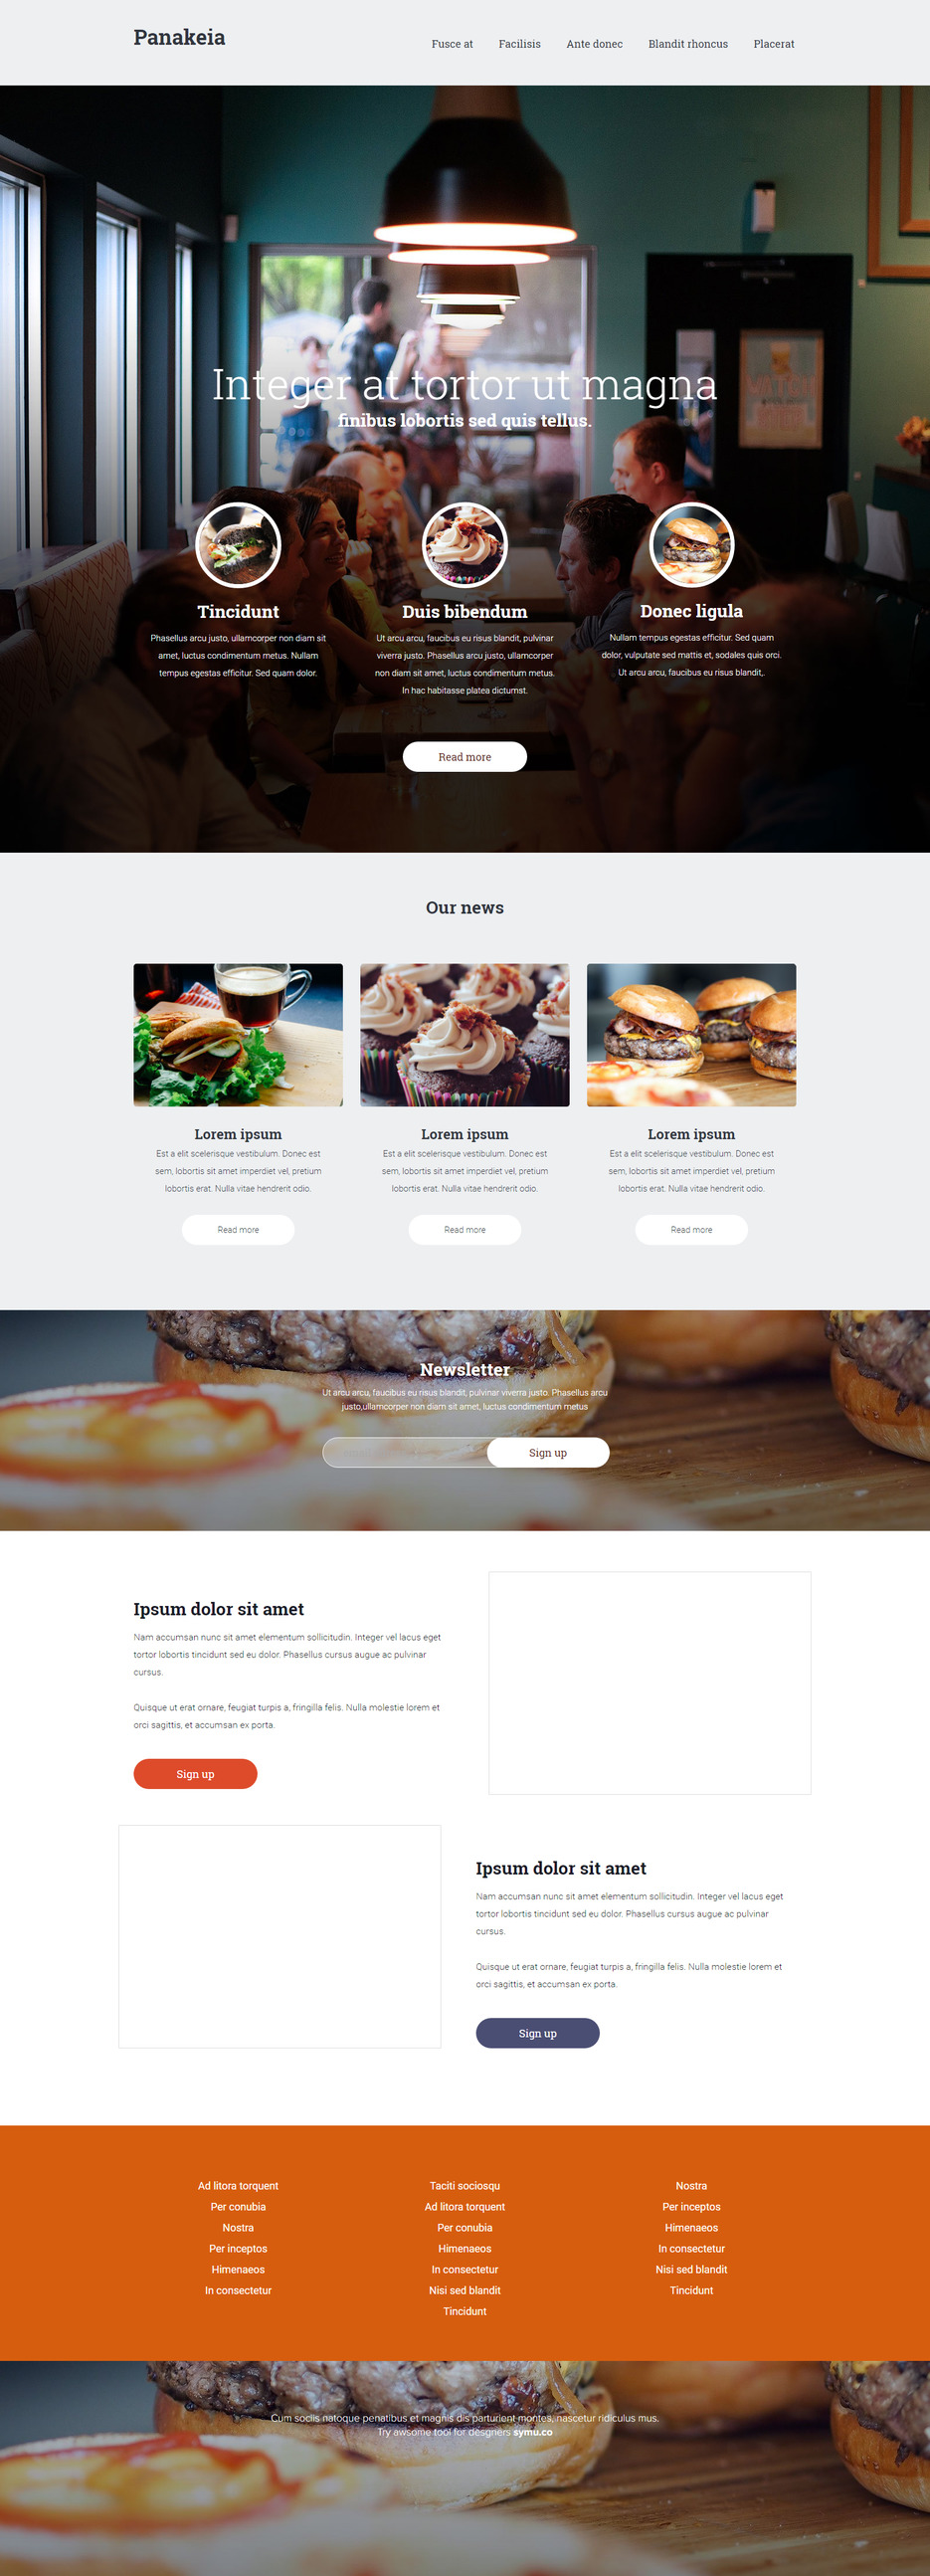 Panakeia
Fusce at
Facilisis
Ante donec
Blandit rhoncus
Placerat
Integer at tortor ut magna
finibus lobortis sed quis tellus.
Tincidunt
Phasellus arcu justo, ullamcorper non diam sit
amet, luctus condimentum metus. Nullam
tempus egestas efficitur. Sed quam dolor.
Duis bibendum
Ut arcu arcu, faucibus eu risus blandit, pulvinar
viverra justo. Phasellus arcu justo, ullamcorper
non diam sit amet, luctus condimentum metus.
In hac habitasse platea dictumst.
Donec ligula
Nullam tempus egestas efficitur. Sed quam
dolor, vulputate sed mattis et, sodales quis orci.
Ut arcu arcu, faucibus eu risus blandit,.
Read more
Our news
Lorem ipsum
Est a elit scelerisque vestibulum. Donec est
sem, lobortis sit amet imperdiet vel, pretium
lobortis erat. Nulla vitae hendrerit odio.
Read more
Lorem ipsum
Est a elit scelerisque vestibulum. Donec est
sem, lobortis sit amet imperdiet vel, pretium
lobortis erat. Nulla vitae hendrerit odio.
Read more
Lorem ipsum
Est a elit scelerisque vestibulum. Donec est
sem, lobortis sit amet imperdiet vel, pretium
lobortis erat. Nulla vitae hendrerit odio.
Read more
Newsletter
Ut arcu arcu, faucibus eu risus blandit, pulvinar viverra justo. Phasellus arcu
justo,ullamcorper non diam sit amet, luctus condimentum metus
Sign up
Ipsum dolor sit amet
Nam accumsan nunc sit amet elementum sollicitudin. Integer vel lacus eget
tortor lobortis tincidunt sed eu dolor. Phasellus cursus augue ac pulvinar
cursus.
Quisque ut erat ornare, feugiat turpis a, fringilla felis. Nulla molestie lorem et
orci sagittis, et accumsan ex porta.
Sign up
Ipsum dolor sit amet
Nam accumsan nunc sit amet elementum sollicitudin. Integer vel lacus eget
tortor lobortis tincidunt sed eu dolor. Phasellus cursus augue ac pulvinar
cursus.
Quisque ut erat ornare, feugiat turpis a, fringilla felis. Nulla molestie lorem et
orci sagittis, et accumsan ex porta.
Sign up
Ad litora torquent
Per conubia
Nostra
Per inceptos
Himenaeos
In consectetur
Taciti sociosqu
Ad litora torquent
Per conubia
Himenaeos
In consectetur
Nisi sed blandit
Tincidunt
Nostra
Per inceptos
Himenaeos
In consectetur
Nisi sed blandit
Tincidunt
Cum sociis natoque penatibus et magnis dis parturient montes, nascetur ridiculus mus.
Try awsome tool for designers symu.co